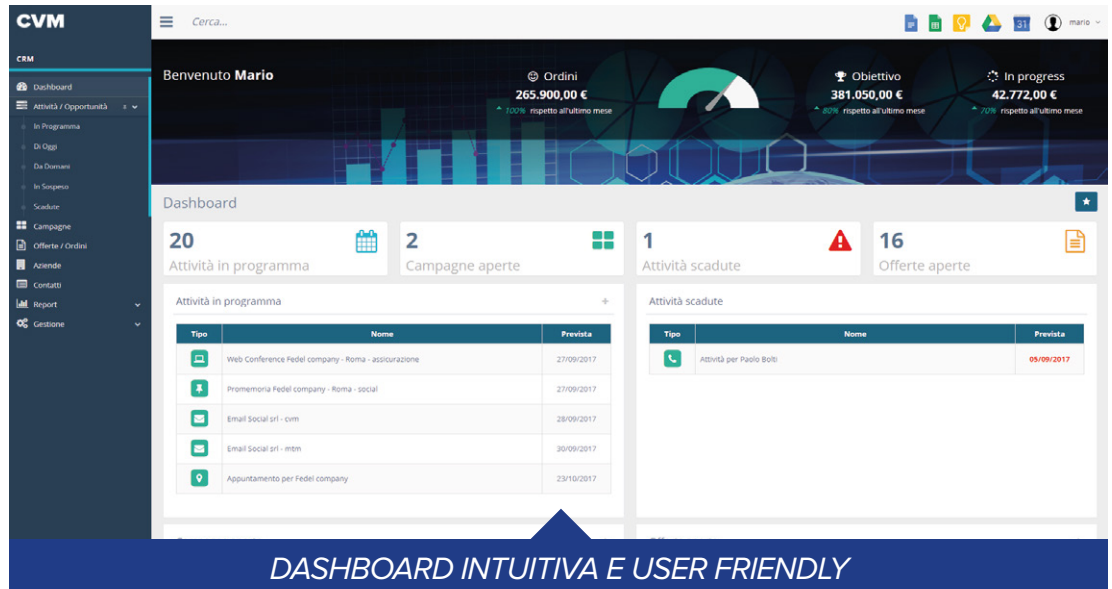 CVM
Cerca...
31
mario
CRM
Dashboard
Attività / Opportunità
In Programma
Di Oggi
Da Domani
In Sospeso
Scadute
Campagne
Offerte / Ordini
Aziende
Contatti
Report
Gestione
Benvenuto Mario
Ordini
265.900,00 €
100% rispetto all'ultimo mese
Obiettivo
381.050,00 €
80% rispetto all'ultimo mese
In progress
42.772,00 €
70% rispetto all'ultimo mese
Dashboard
20
Attività in programma
2
Campagne aperte
1
Attività scadute
16
Offerte aperte
Attività in programma
Tipo Nome Prevista
Web Conference Fedel company - Roma - assicurazione 27/09/2017
Promemoria Fedel company - Roma - social 27/09/2017
Email Social srl - cvm 28/09/2017
Email Social srl - mtm 30/09/2017
Appuntamento per Fedel company 23/10/2017
Attività scadute
Tipo Nome Prevista
Attività per Paolo Bolti 05/09/2017
DASHBOARD INTUITIVA E USER FRIENDLY